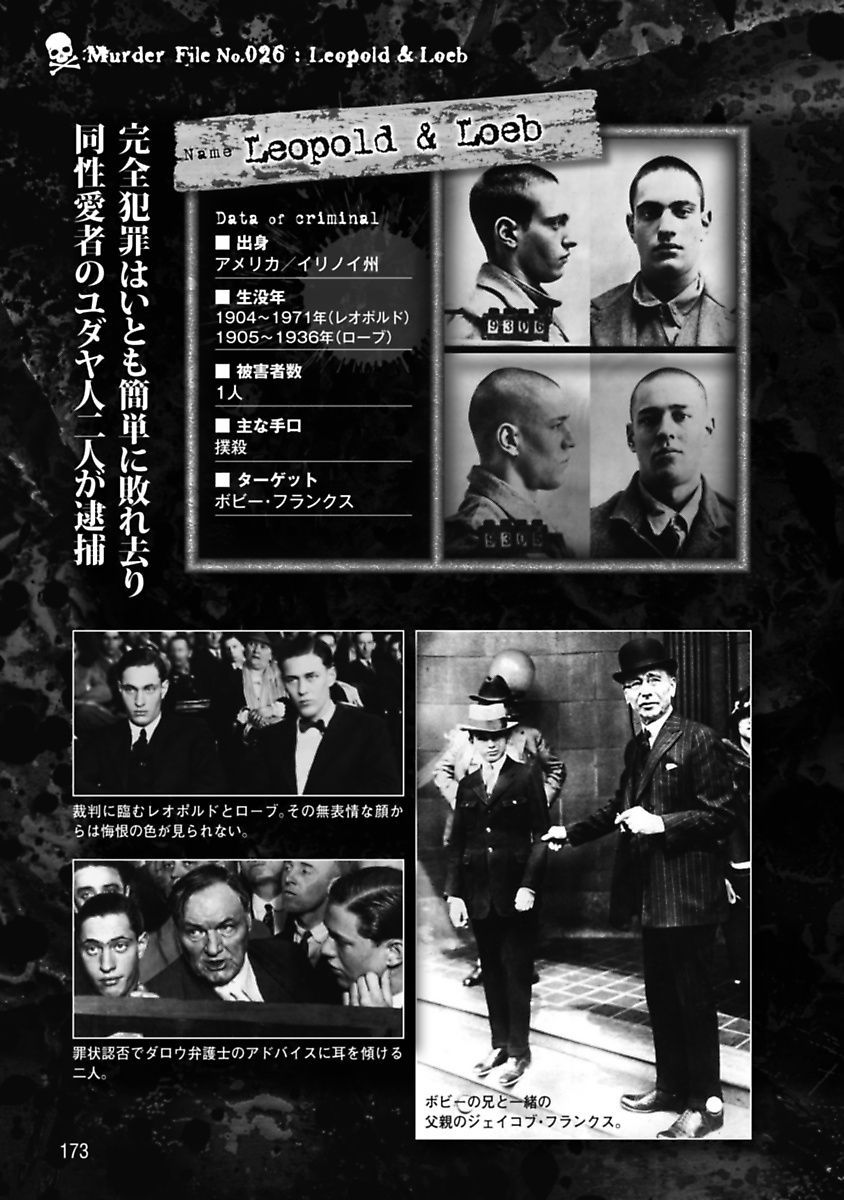 Murder File No.026 : Leopold & Loeb
完全犯罪はいとも簡単に敗れ去り
同性愛者のユダヤ人二人が逮捕
Name Leopold & Loeb
Data of criminal
■ 出身
アメリカ/イリノイ州
■ 生没年
1904~1971年(レオポルド)
1905~1936年(ローブ)
■ 被害者数
1人
■ 主な手口
撲殺
■ ターゲット
ボビー・フランクス
9306
9305
裁判に臨むレオポルドとローブ。その無表情な顔か
らは悔恨の色が見られない。
罪状認否でダロウ弁護士のアドバイスに耳を傾ける
二人。
ボビーの兄と一緒の
父親のジェイコブ・フランクス。
173